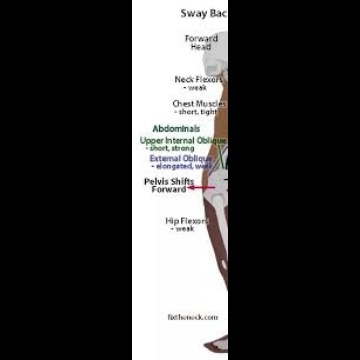 Sway Bac
Forward
Head
Neck Flexors
- weak
Chest Muscles
- short, tight
Abdominals
Upper Internal Oblique
- short, strong
External Oblique
- elongated, weak
Pelvis Shifts
Forward
Hip Flexors
- weak
fixtheneck.com